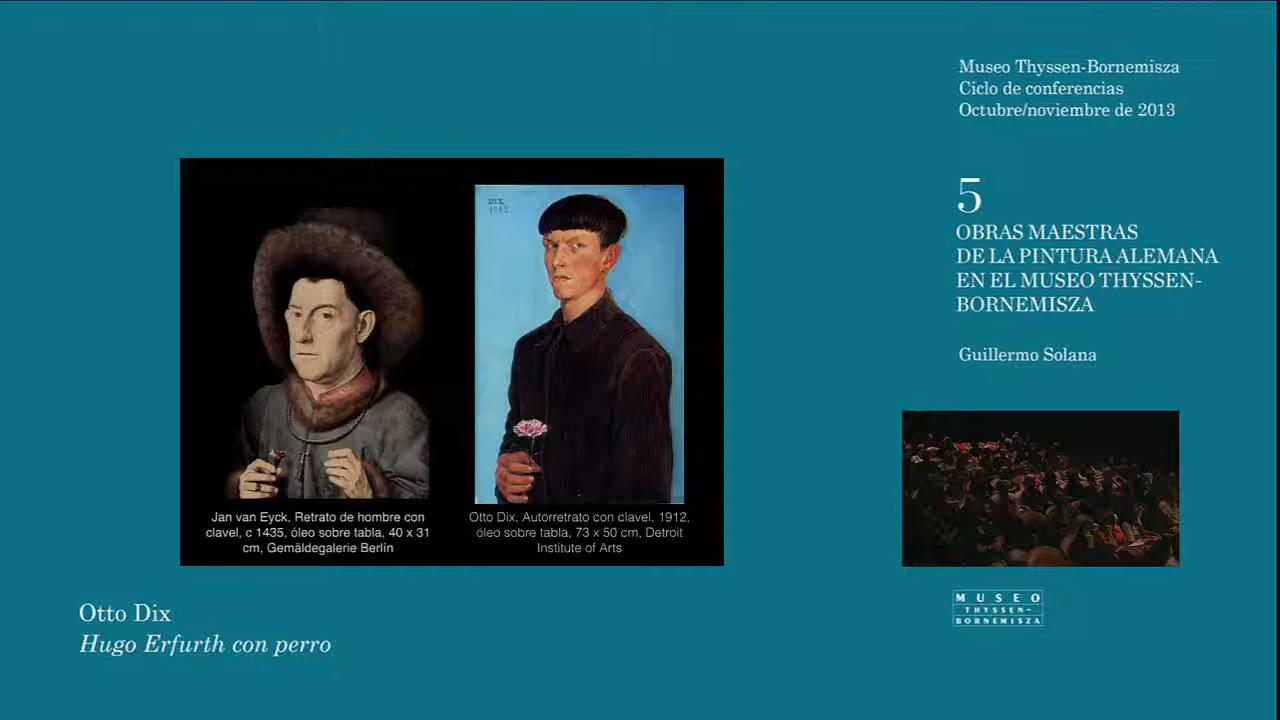 Museo Thyssen-Bornemisza
Ciclo de conferencias
Octubre/noviembre de 2013
5
OBRAS MAESTRAS
DE LA PINTURA ALEMANA
EN EL MUSEO THYSSEN-
BORNEMISZA
Guillermo Solana
1912
Jan van Eyck, Retrato de hombre con
clavel, c 1435, óleo sobre tabla, 40 x 31
cm, Gemäldegalerie Berlín
Otto Dix, Autorretrato con clavel, 1912,
óleo sobre tabla, 73 x 50 cm, Detroit
Institute of Arts
Otto Dix
Hugo Erfurth con perro
MUSEO
THYSSEN-
BORNEMISZA